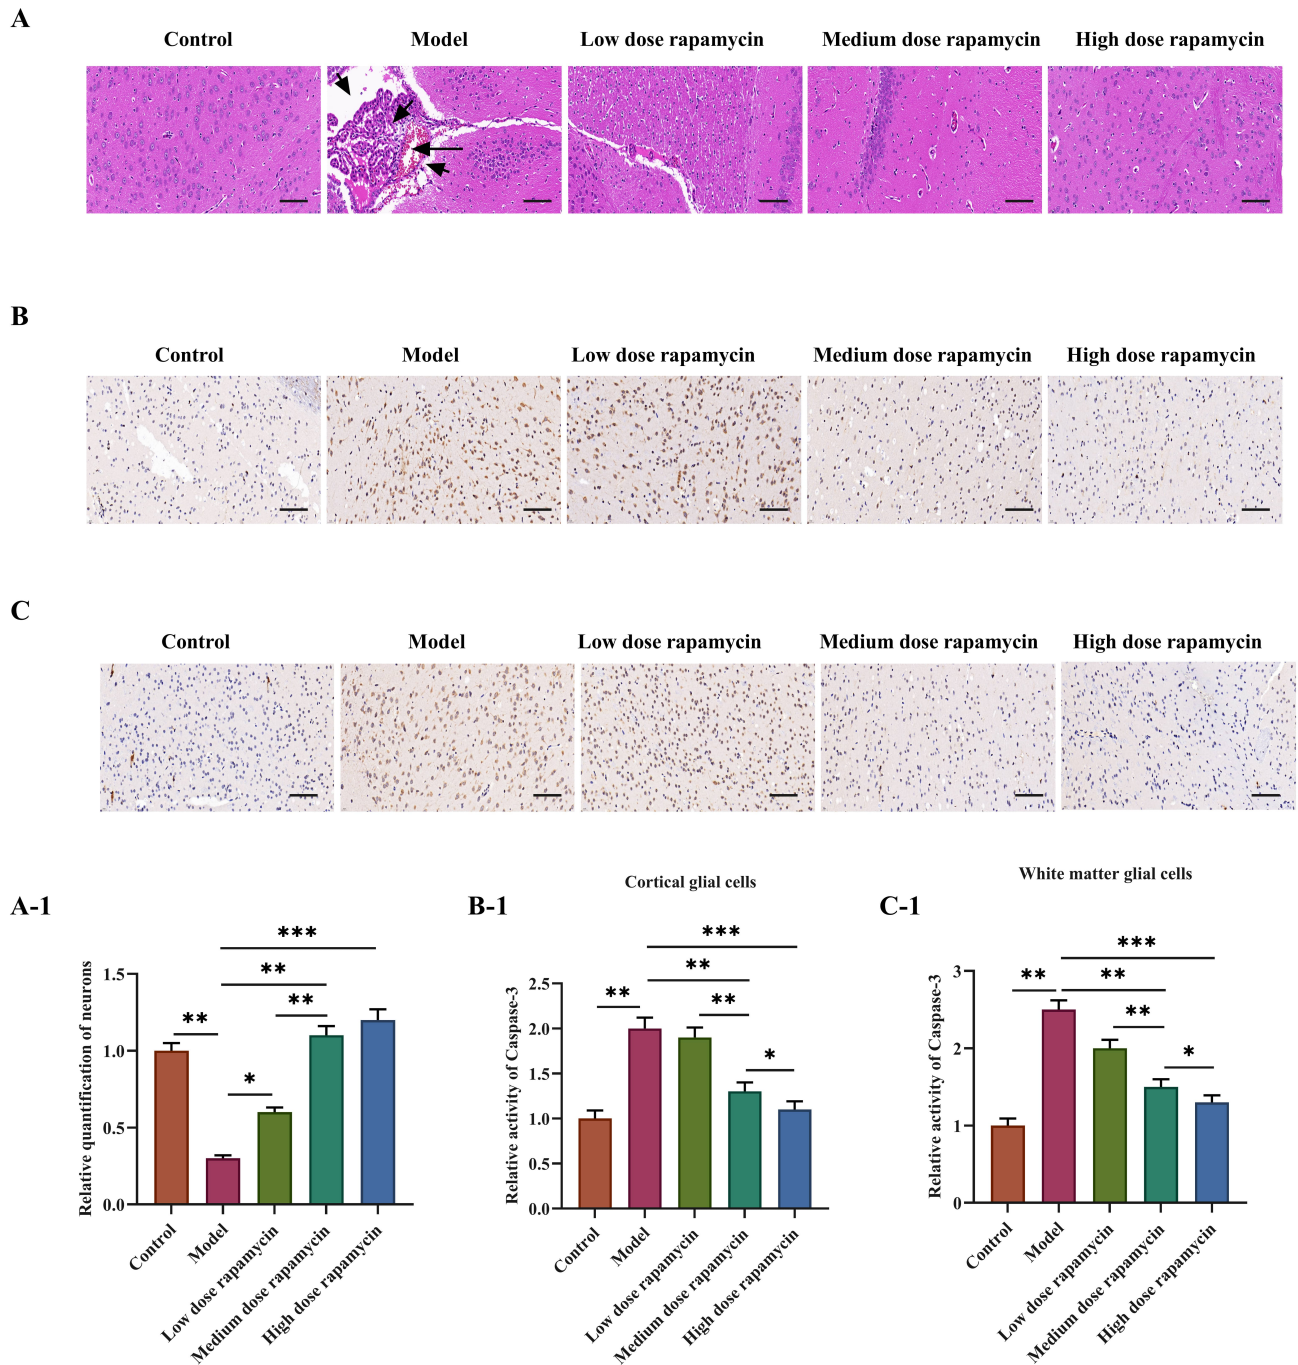 A
Control Model Low dose rapamycin Medium dose rapamycin High dose rapamycin
B
Control Model Low dose rapamycin Medium dose rapamycin High dose rapamycin
C
Control Model Low dose rapamycin Medium dose rapamycin High dose rapamycin
A-1
Relative quantification of neurons
1.5
1.0
0.5
0.0
** * ** ** ***
Control
Model
Low dose rapamycin
Medium dose rapamycin
High dose rapamycin
B-1
Cortical glial cells
Relative activity of Caspase-3
2.5
2.0
1.5
1.0
0.5
0.0
** * ** ** ***
Control
Model
Low dose rapamycin
Medium dose rapamycin
High dose rapamycin
C-1
White matter glial cells
Relative activity of Caspase-3
3
2
1
0
** * ** ** ***
Control
Model
Low dose rapamycin
Medium dose rapamycin
High dose rapamycin